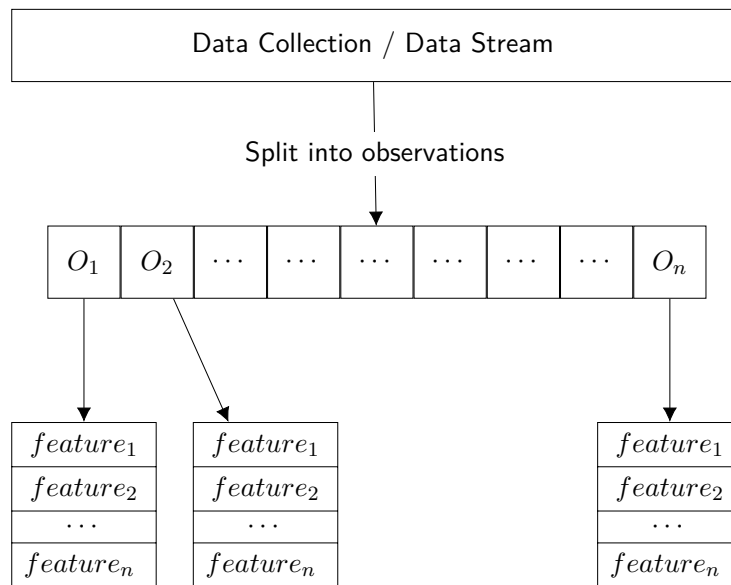 Data Collection / Data Stream
Split into observations
O₁ O₂ ··· ··· ··· ··· ··· ··· Oₙ
feature₁ feature₁ feature₁
feature₂ feature₂ feature₂
··· ··· ···
featureₙ featureₙ featureₙ